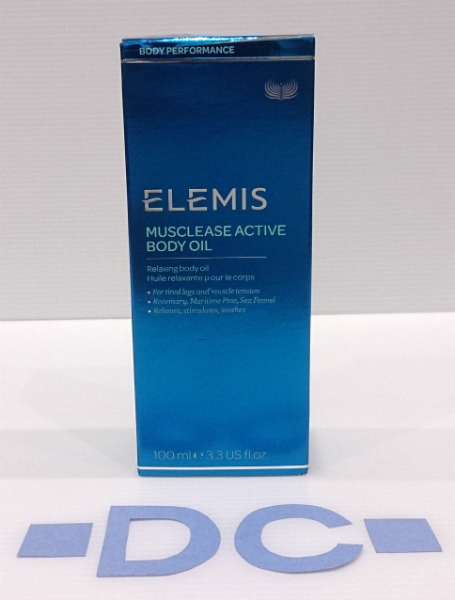 BODY PERFORMANCE
ELEMIS
MUSCLEASE ACTIVE
BODY OIL
Relaxing body oil
Huile relaxante pour le corps
• For tired legs and muscle tension
• Rosemary, Maritime Pine, Sea Fennel
• Relieves, stimulates, soothes
100 ml ℮ • 3.3 US fl.oz.
DC